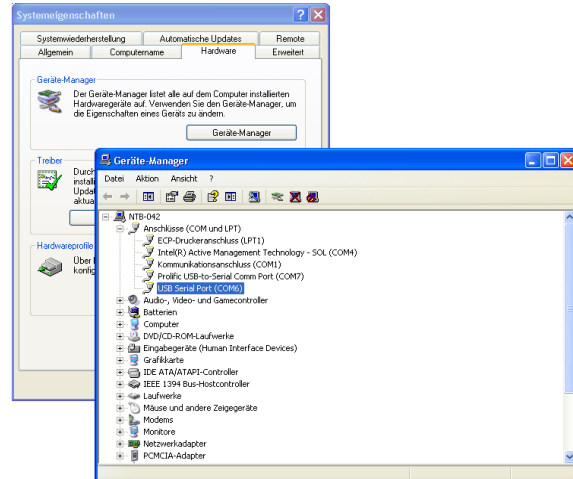 Systemeigenschaften
Systemwiederherstellung
Automatische Updates
Remote
Allgemein
Computername
Hardware
Erweitert
Geräte-Manager
Der Geräte-Manager listet alle auf dem Computer installierten
Hardwaregeräte auf. Verwenden Sie den Geräte-Manager, um
die Eigenschaften eines Geräts zu ändern.
Geräte-Manager
Treiber
Durch
install
Updat
aktua
Hardwareprofile
Über
konfig
Geräte-Manager
Datei Aktion Ansicht ?
NTB-042
Anschlüsse (COM und LPT)
ECP-Druckeranschluss (LPT1)
Intel(R) Active Management Technology - SOL (COM4)
Kommunikationsanschluss (COM1)
Prolific USB-to-Serial Comm Port (COM7)
USB Serial Port (COM6)
Audio-, Video- und Gamecontroller
Batterien
Computer
DVD/CD-ROM-Laufwerke
Eingabegeräte (Human Interface Devices)
Grafikkarte
IDE ATA/ATAPI-Controller
IEEE 1394 Bus-Hostcontroller
Laufwerke
Mäuse und andere Zeigegeräte
Modems
Monitore
Netzwerkadapter
PCMCIA-Adapter